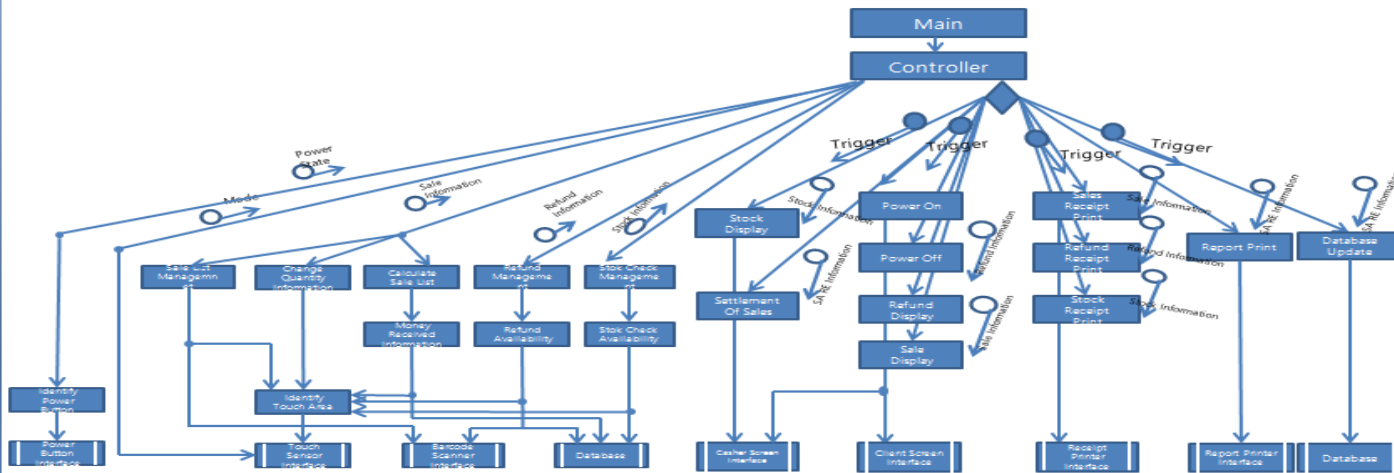 Main
Controller
Power
State
Mode
Sale
Information
Refund
Information
Stock Information
Trigger
Trigger
Trigger
Trigger
Stock Information
SA RE Information
Refund Information
Sale Information
Sale Information
Refund Information
Stock Information
SA RE Information
SA RE Information
Stock
Display
Settlement
Of Sales
Power On
Power Off
Refund
Display
Sale
Display
Sales
Receipt
Print
Refund
Receipt
Print
Stock
Receipt
Print
Report Print
Database
Update
Sale List
Managemn
t
Change
Quantity
Information
Calculate
Sale List
Refund
Manageme
nt
Stok Check
Manageme
nt
Money
Received
Information
Refund
Availability
Stok Check
Availability
Identify
Power
Button
Identify
Touch Area
Power
Button
Interface
Touch
Sensor
Interface
Barcode
Scanner
Interface
Database
Casher Screen
Interface
Client Screen
Interface
Receipt
Printer
Interface
Report Printer
Interface
Database